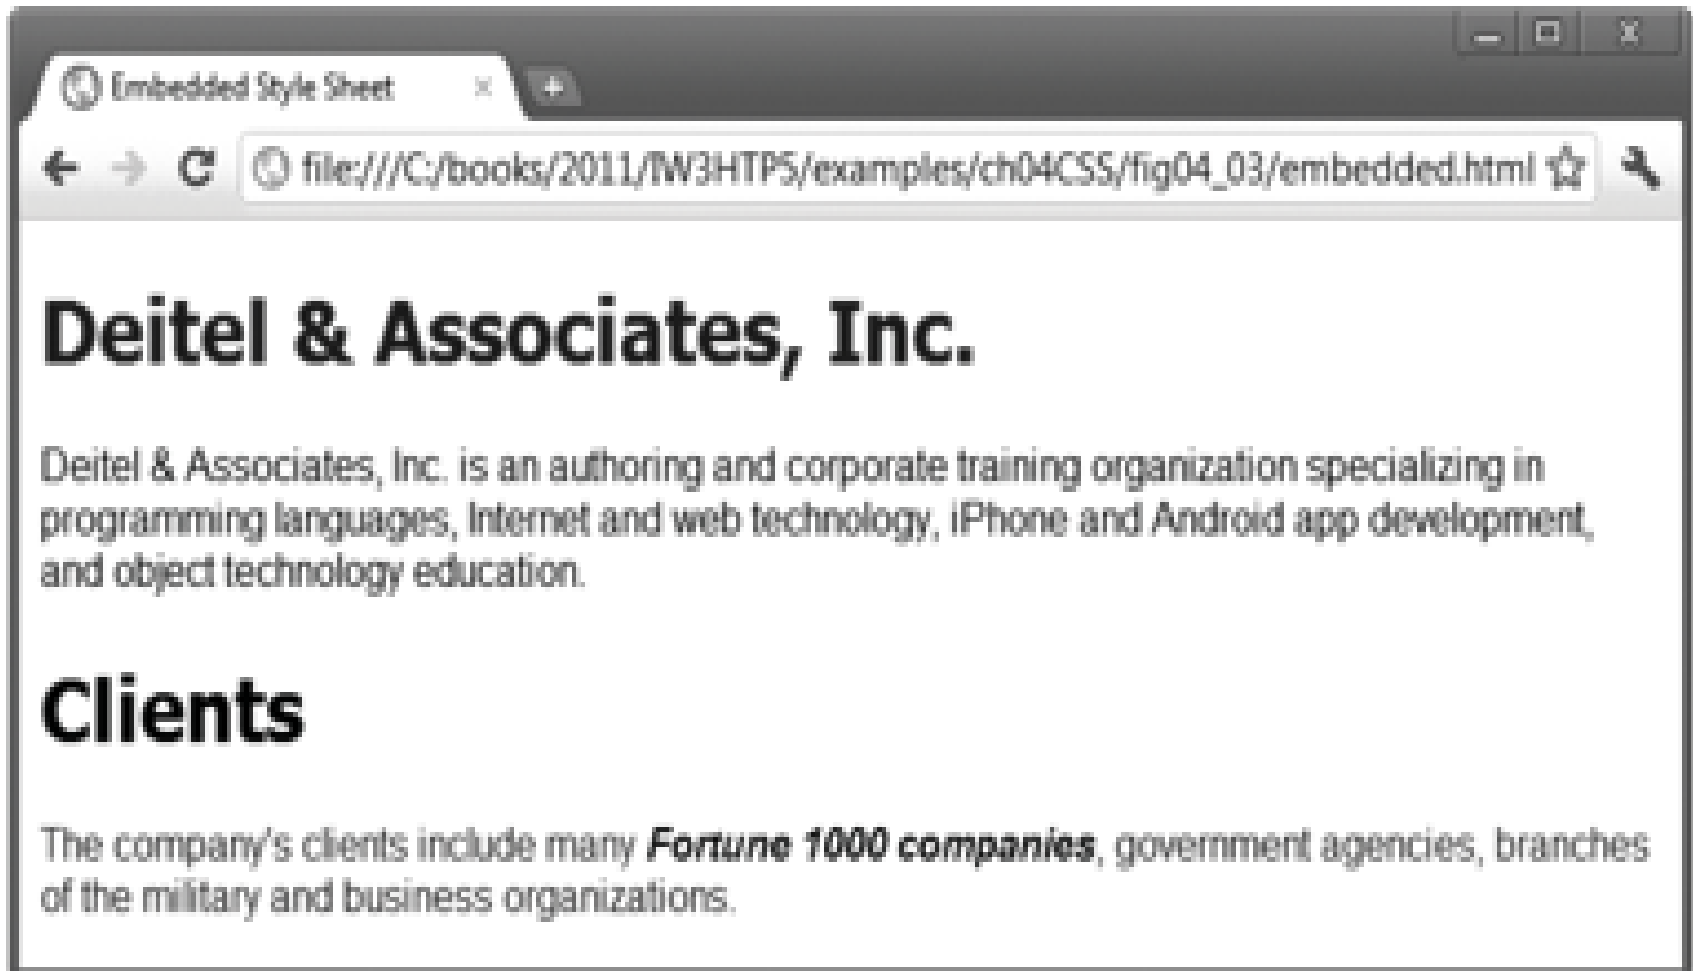 Embedded Style Sheet
file:///C:/books/2011/IW3HTP5/examples/ch04CSS/fig04_03/embedded.html
Deitel & Associates, Inc.
Deitel & Associates, Inc. is an authoring and corporate training organization specializing in
programming languages, Internet and web technology, iPhone and Android app development,
and object technology education.
Clients
The company's clients include many Fortune 1000 companies, government agencies, branches
of the military and business organizations.